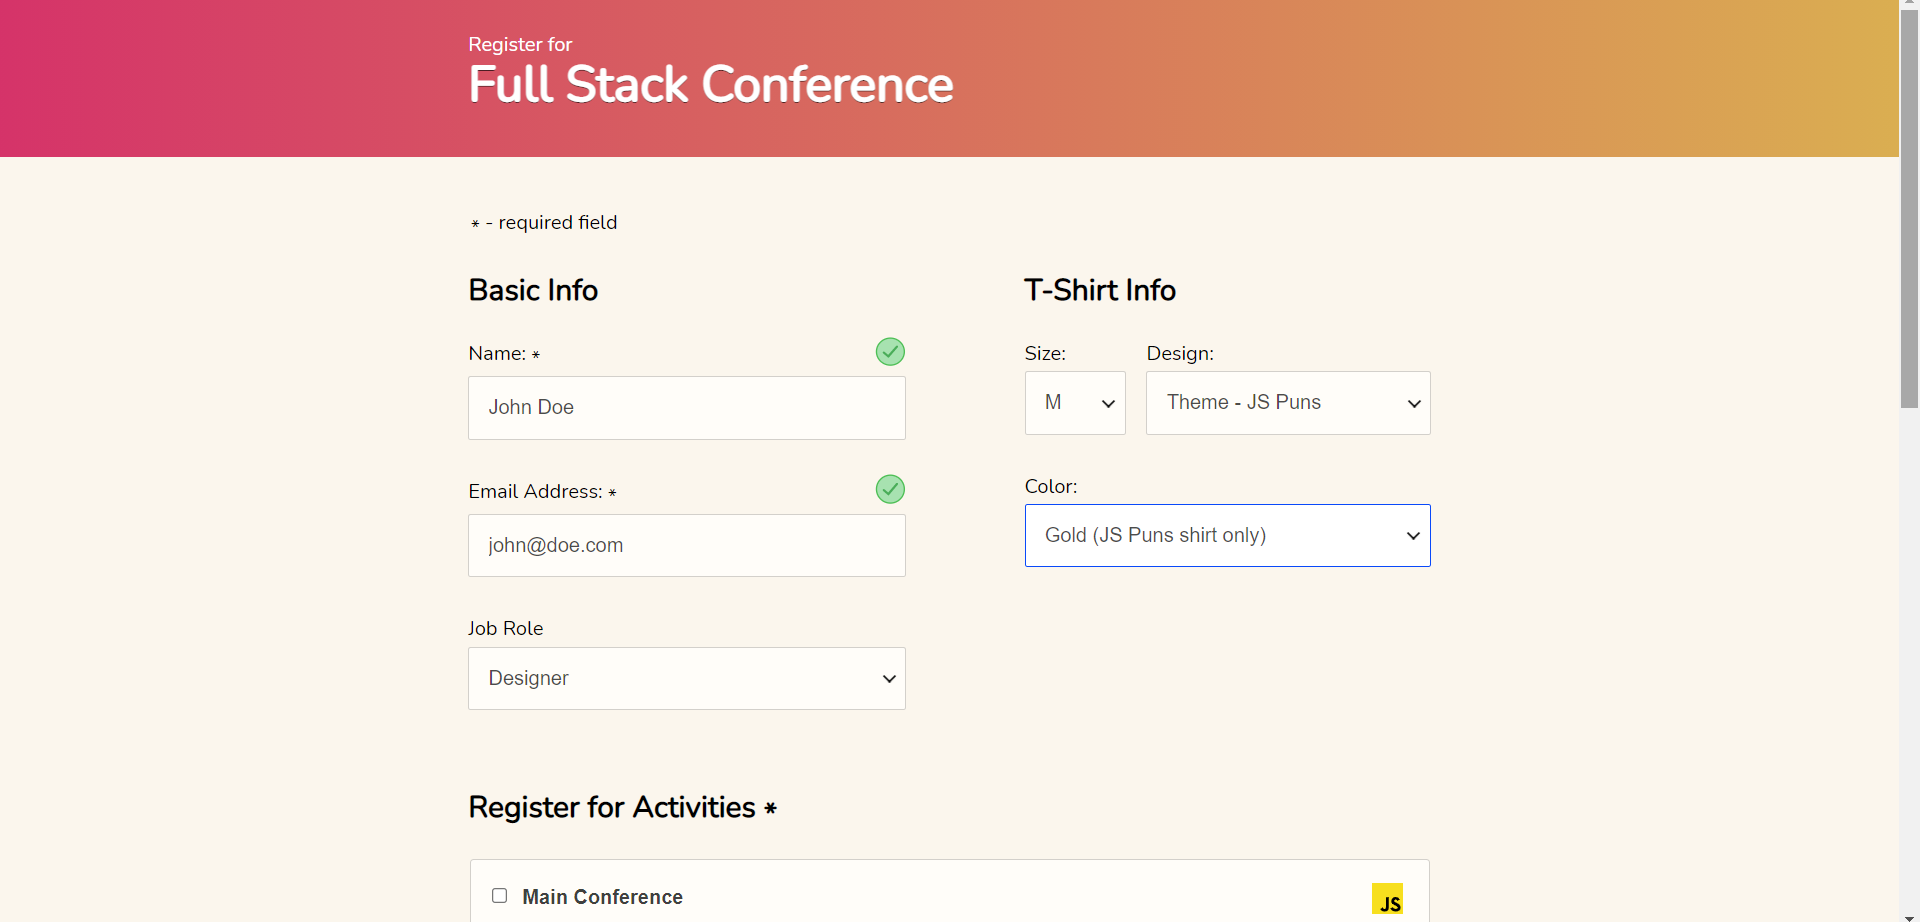 Register for
Full Stack Conference
* - required field
Basic Info
Name: *
John Doe
Email Address: *
john@doe.com
Job Role
Designer
T-Shirt Info
Size:
M
Design:
Theme - JS Puns
Color:
Gold (JS Puns shirt only)
Register for Activities *
Main Conference
JS